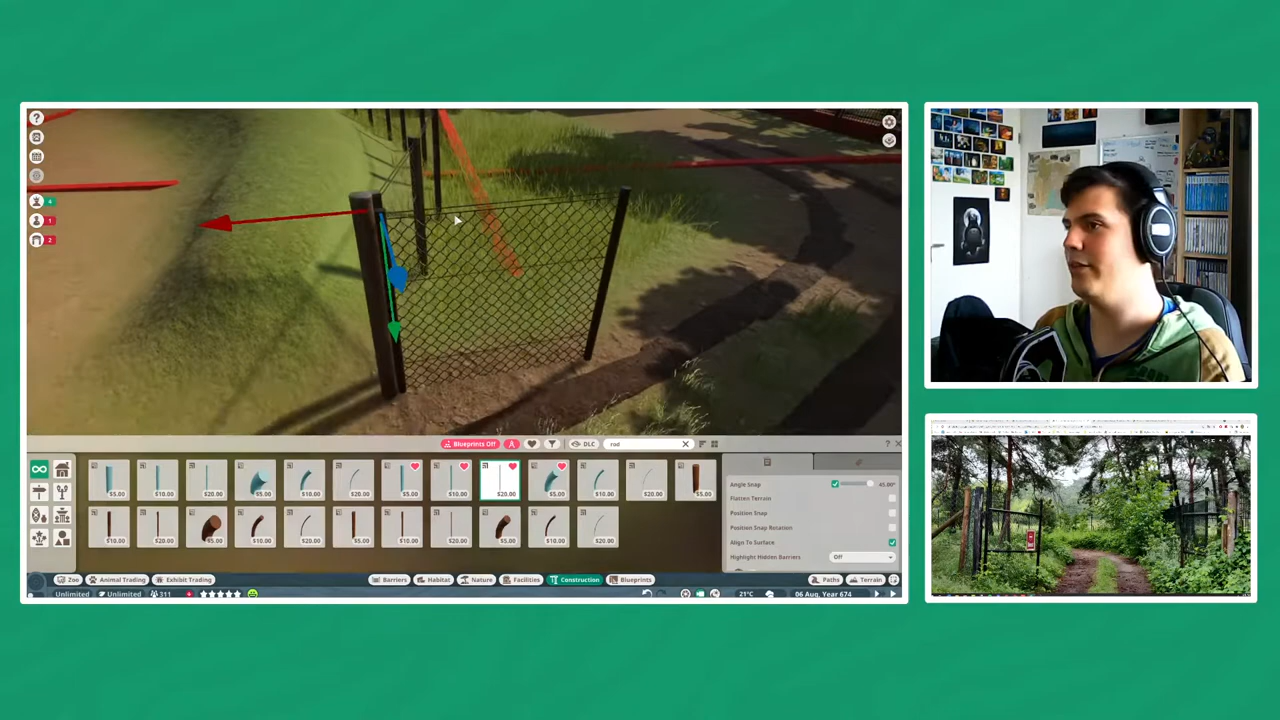 ?
4
1
2
Blueprints Off
DLC
rod
? ×
$5.00 $10.00 $20.00 $5.00 $10.00 $20.00 $5.00 $10.00 $20.00 $5.00 $10.00 $20.00 $5.00
$10.00 $20.00 $5.00 $10.00 $20.00 $5.00 $10.00 $20.00 $5.00 $10.00 $20.00
Angle Snap 45.00°
Flatten Terrain
Position Snap
Position Snap Rotation
Align To Surface
Highlight Hidden Barriers Off
Zoo Animal Trading Exhibit Trading Barriers Habitat Nature Facilities Construction Blueprints Paths Terrain
Unlimited Unlimited 311 21°C 06 Aug, Year 674